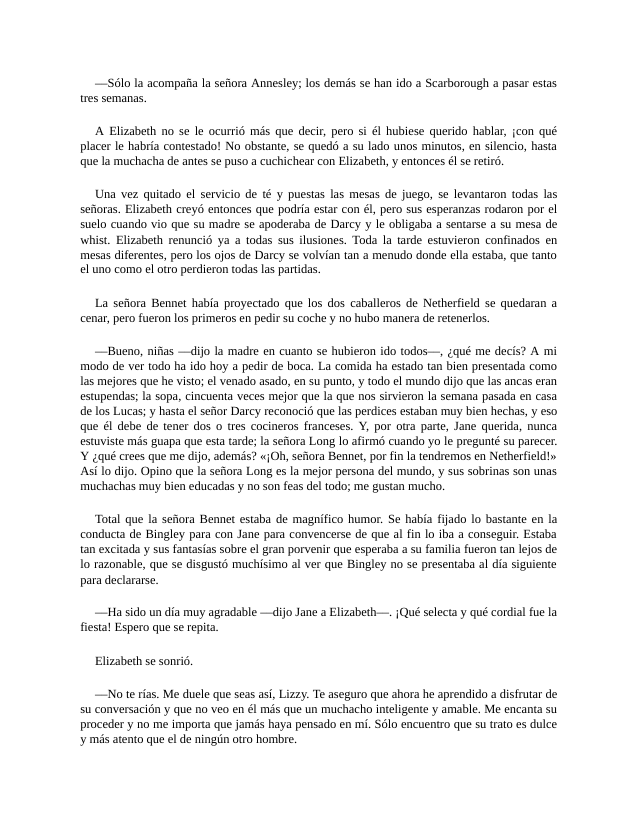 —Sólo la acompaña la señora Annesley; los demás se han ido a Scarborough a pasar estas
tres semanas.
A Elizabeth no se le ocurrió más que decir, pero si él hubiese querido hablar, ¡con qué
placer le habría contestado! No obstante, se quedó a su lado unos minutos, en silencio, hasta
que la muchacha de antes se puso a cuchichear con Elizabeth, y entonces él se retiró.
Una vez quitado el servicio de té y puestas las mesas de juego, se levantaron todas las
señoras. Elizabeth creyó entonces que podría estar con él, pero sus esperanzas rodaron por el
suelo cuando vio que su madre se apoderaba de Darcy y le obligaba a sentarse a su mesa de
whist. Elizabeth renunció ya a todas sus ilusiones. Toda la tarde estuvieron confinados en
mesas diferentes, pero los ojos de Darcy se volvían tan a menudo donde ella estaba, que tanto
el uno como el otro perdieron todas las partidas.
La señora Bennet había proyectado que los dos caballeros de Netherfield se quedaran a
cenar, pero fueron los primeros en pedir su coche y no hubo manera de retenerlos.
—Bueno, niñas —dijo la madre en cuanto se hubieron ido todos—, ¿qué me decís? A mi
modo de ver todo ha ido hoy a pedir de boca. La comida ha estado tan bien presentada como
las mejores que he visto; el venado asado, en su punto, y todo el mundo dijo que las ancas eran
estupendas; la sopa, cincuenta veces mejor que la que nos sirvieron la semana pasada en casa
de los Lucas; y hasta el señor Darcy reconoció que las perdices estaban muy bien hechas, y eso
que él debe de tener dos o tres cocineros franceses. Y, por otra parte, Jane querida, nunca
estuviste más guapa que esta tarde; la señora Long lo afirmó cuando yo le pregunté su parecer.
Y ¿qué crees que me dijo, además? «¡Oh, señora Bennet, por fin la tendremos en Netherfield!»
Así lo dijo. Opino que la señora Long es la mejor persona del mundo, y sus sobrinas son unas
muchachas muy bien educadas y no son feas del todo; me gustan mucho.
Total que la señora Bennet estaba de magnífico humor. Se había fijado lo bastante en la
conducta de Bingley para con Jane para convencerse de que al fin lo iba a conseguir. Estaba
tan excitada y sus fantasías sobre el gran porvenir que esperaba a su familia fueron tan lejos de
lo razonable, que se disgustó muchísimo al ver que Bingley no se presentaba al día siguiente
para declararse.
—Ha sido un día muy agradable —dijo Jane a Elizabeth—. ¡Qué selecta y qué cordial fue la
fiesta! Espero que se repita.
Elizabeth se sonrió.
—No te rías. Me duele que seas así, Lizzy. Te aseguro que ahora he aprendido a disfrutar de
su conversación y que no veo en él más que un muchacho inteligente y amable. Me encanta su
proceder y no me importa que jamás haya pensado en mí. Sólo encuentro que su trato es dulce
y más atento que el de ningún otro hombre.